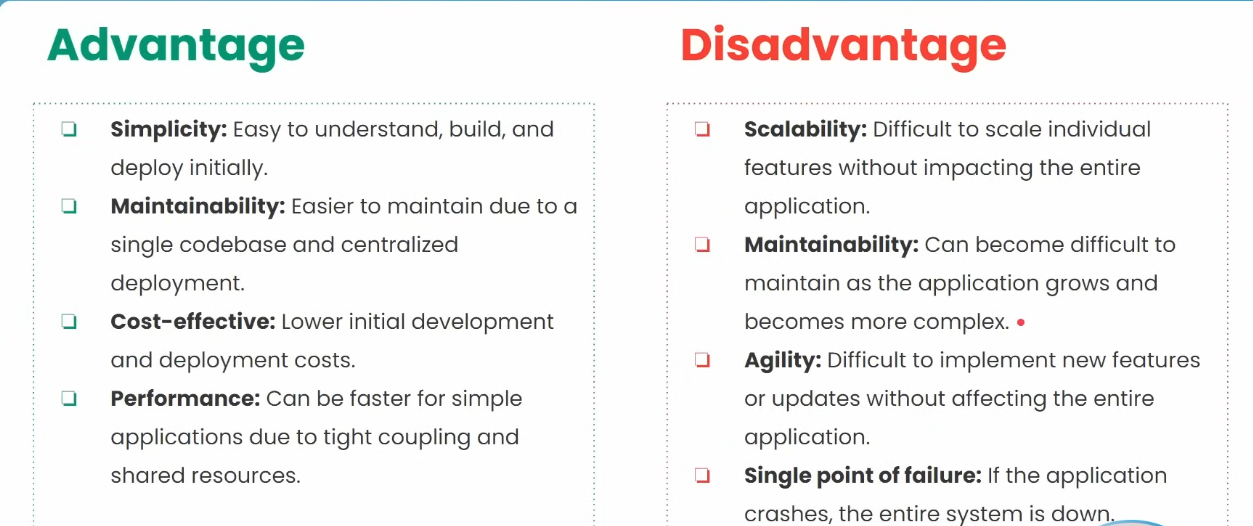 Advantage
Simplicity: Easy to understand, build, and
deploy initially.
Maintainability: Easier to maintain due to a
single codebase and centralized
deployment.
Cost-effective: Lower initial development
and deployment costs.
Performance: Can be faster for simple
applications due to tight coupling and
shared resources.
Disadvantage
Scalability: Difficult to scale individual
features without impacting the entire
application.
Maintainability: Can become difficult to
maintain as the application grows and
becomes more complex.
Agility: Difficult to implement new features
or updates without affecting the entire
application.
Single point of failure: If the application
crashes, the entire system is down.